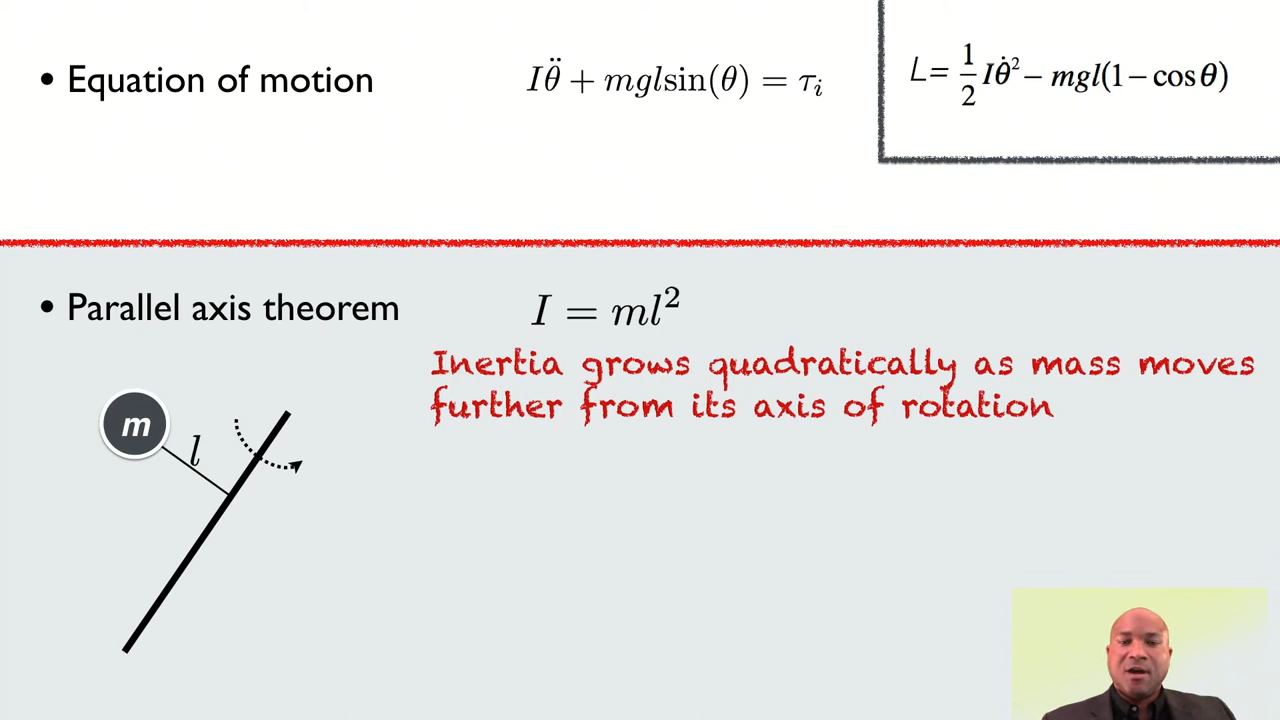 • Equation of motion
Iθ̈ + mglsin(θ) = τᵢ
L= 1/2 Iθ̇² − mgl(1−cosθ)
• Parallel axis theorem
I = ml²
Inertia grows quadratically as mass moves
further from its axis of rotation
m
l